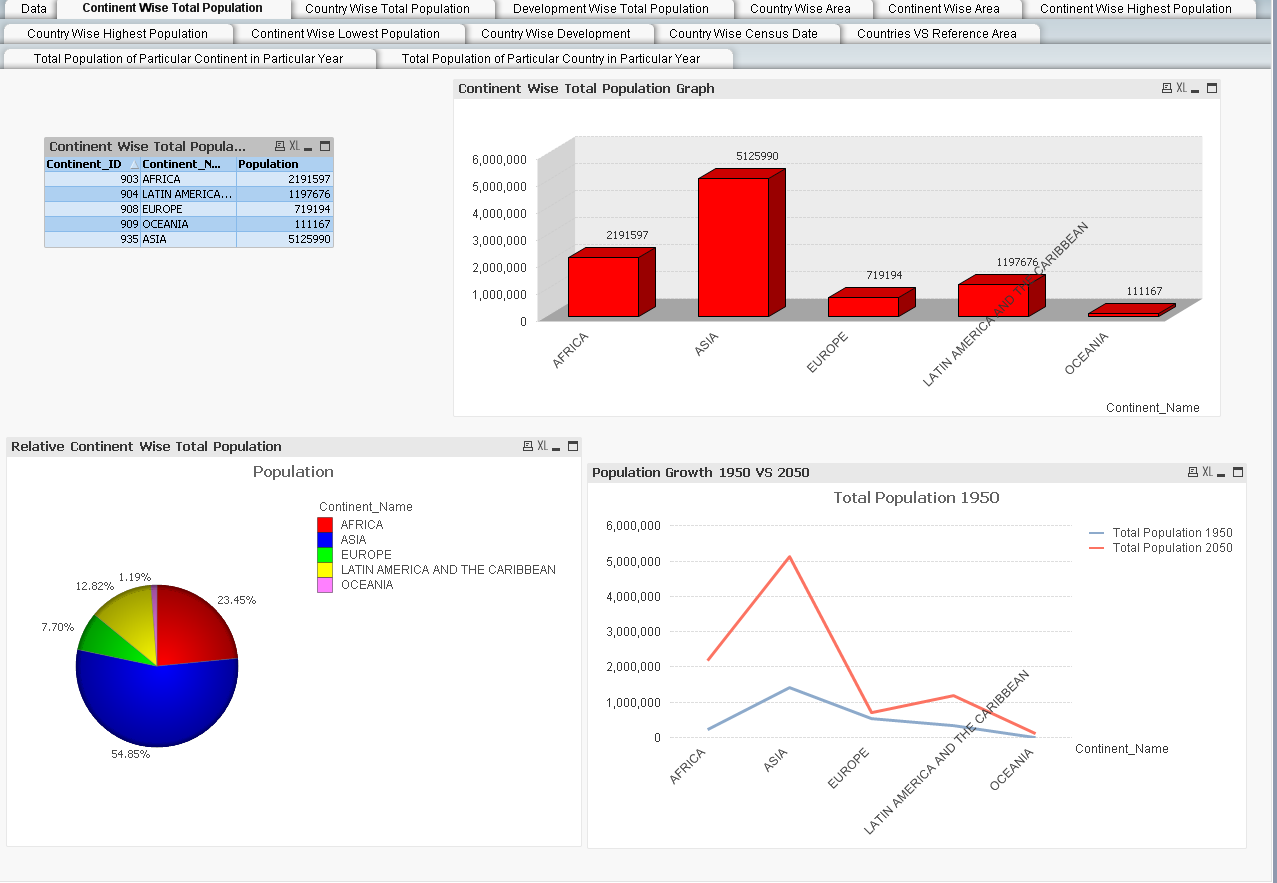 Data Continent Wise Total Population Country Wise Total Population Development Wise Total Population Country Wise Area Continent Wise Area Continent Wise Highest Population
Country Wise Highest Population Continent Wise Lowest Population Country Wise Development Country Wise Census Date Countries VS Reference Area
Total Population of Particular Continent in Particular Year Total Population of Particular Country in Particular Year
Continent Wise Total Popula... XL
Continent_ID Continent_N... Population
903 AFRICA 2191597
904 LATIN AMERICA... 1197676
908 EUROPE 719194
909 OCEANIA 111167
935 ASIA 5125990
Continent Wise Total Population Graph XL
6,000,000
5,000,000
4,000,000
3,000,000
2,000,000
1,000,000
0
2191597
5125990
719194
1197676
111167
AFRICA
ASIA
EUROPE
LATIN AMERICA AND THE CARIBBEAN
OCEANIA
Continent_Name
Relative Continent Wise Total Population XL
Population
Continent_Name
AFRICA
ASIA
EUROPE
LATIN AMERICA AND THE CARIBBEAN
OCEANIA
1.19%
12.82%
23.45%
7.70%
54.85%
Population Growth 1950 VS 2050 XL
Total Population 1950
6,000,000
5,000,000
4,000,000
3,000,000
2,000,000
1,000,000
0
Total Population 1950
Total Population 2050
AFRICA
ASIA
EUROPE
LATIN AMERICA AND THE CARIBBEAN
OCEANIA
Continent_Name